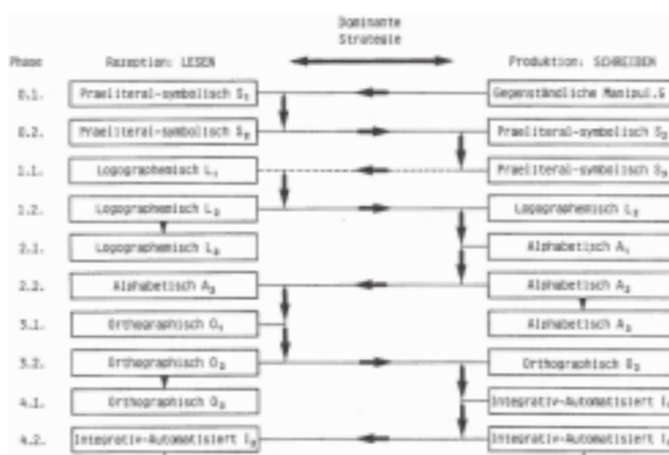 Dominante
Strategie
Phase Rezeption: LESEN Produktion: SCHREIBEN
0.1. Praeliteral-symbolisch S₁ Gegenständliche Manipul.
0.2. Praeliteral-symbolisch S₂ Praeliteral-symbolisch S₂
1.1. Logographemisch L₁ Praeliteral-symbolisch S₃
1.2. Logographemisch L₂ Logographemisch L₂
2.1. Logographemisch L₃ Alphabetisch A₁
2.2. Alphabetisch A₂ Alphabetisch A₂
3.1. Orthographisch O₁ Alphabetisch A₃
3.2. Orthographisch O₂ Orthographisch O₂
4.1. Orthographisch O₃ Integrativ-Automatisiert
4.2. Integrativ-Automatisiert I₂ Integrativ-Automatisiert